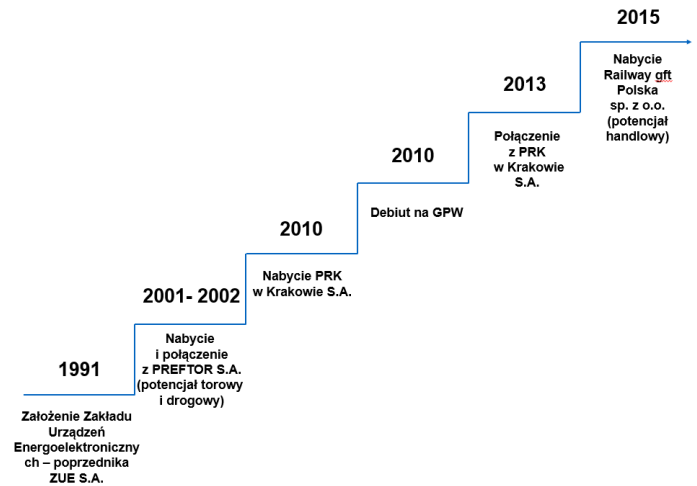 2015
Nabycie
Railway gft
Polska
sp. z o.o.
(potencjał
handlowy)
2013
Połączenie
z PRK
w Krakowie
S.A.
2010
Debiut na GPW
2010
Nabycie PRK
w Krakowie S.A.
2001- 2002
Nabycie
i połączenie
z PREFTOR S.A.
(potencjał torowy
i drogowy)
1991
Założenie Zakładu
Urządzeń
Energoelektroniczny
ch – poprzednika
ZUE S.A.